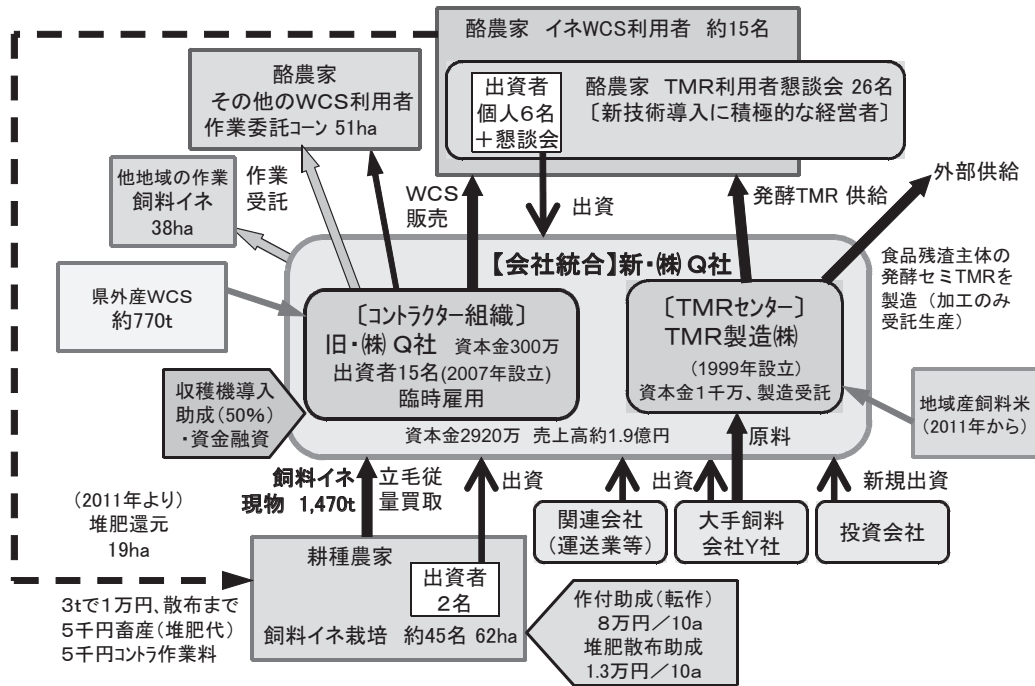 酪農家 イネWCS利用者 約15名
酪農家 TMR利用者懇談会 26名
〔新技術導入に積極的な経営者〕
出資者
個人6名
+懇談会
酪農家
その他のWCS利用者
作業委託コーン 51ha
他地域の作業
飼料イネ
38ha
作業
受託
WCS
販売
出資
発酵TMR 供給
外部供給
食品残渣主体の
発酵セミTMRを
製造（加工のみ
受託生産）
県外産WCS
約770t
【会社統合】新・㈱Q社
〔コントラクター組織〕
旧・㈱Q社 資本金300万
出資者15名(2007年設立)
臨時雇用
〔TMRセンター〕
TMR製造㈱
(1999年設立)
資本金1千万、製造受託
収穫機導入
助成(50%)
・資金融資
地域産飼料米
(2011年から)
資本金2920万 売上高約1.9億円
原料
飼料イネ
現物 1,470t
立毛従
量買取
出資
出資
新規出資
(2011年より)
堆肥還元
19ha
関連会社
(運送業等)
大手飼料
会社Y社
投資会社
耕種農家
出資者
2名
飼料イネ栽培 約45名 62ha
3tで1万円、散布まで
5千円畜産(堆肥代)
5千円コントラ作業料
作付助成(転作)
8万円／10a
堆肥散布助成
1.3万円／10a